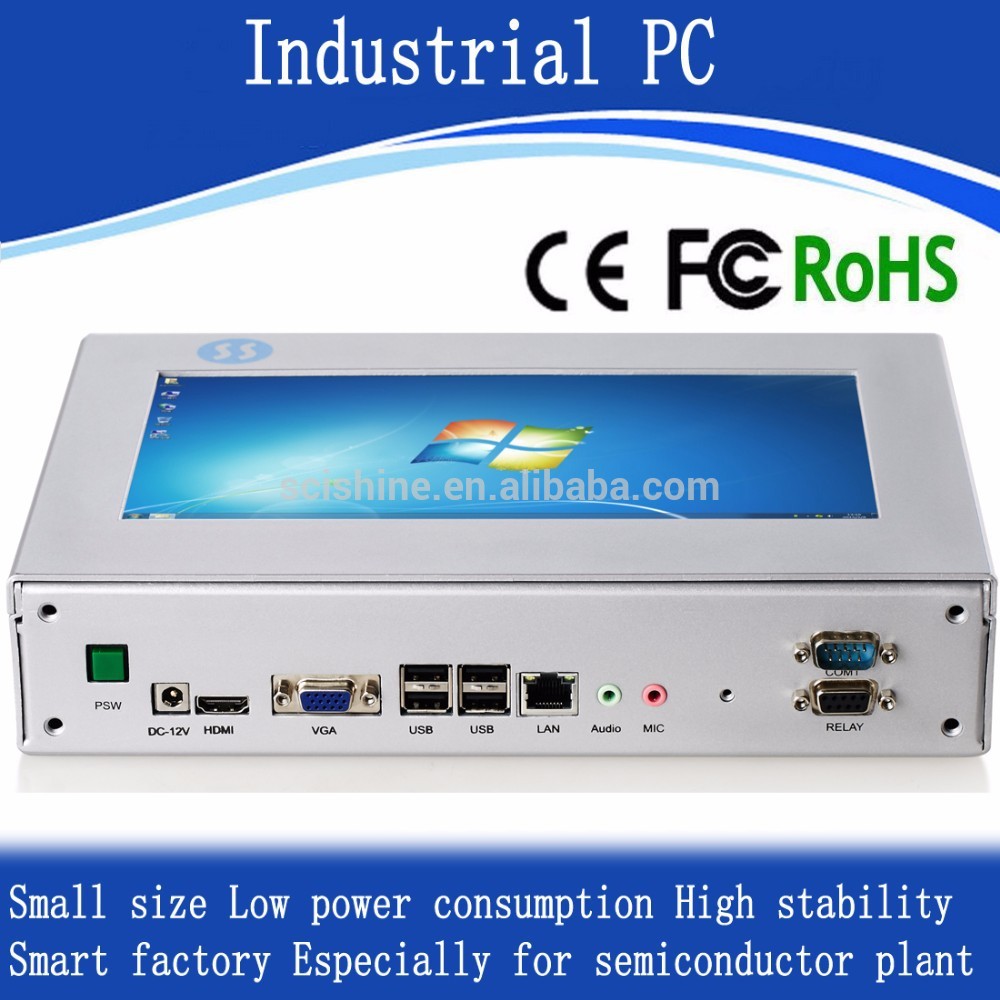 Industrial PC
CE FC RoHS
SS
scishine.en.alibaba.com
COM1
PSW
DC-12V HDMI VGA USB USB LAN Audio MIC RELAY
Small size Low power consumption High stability
Smart factory Especially for semiconductor plant